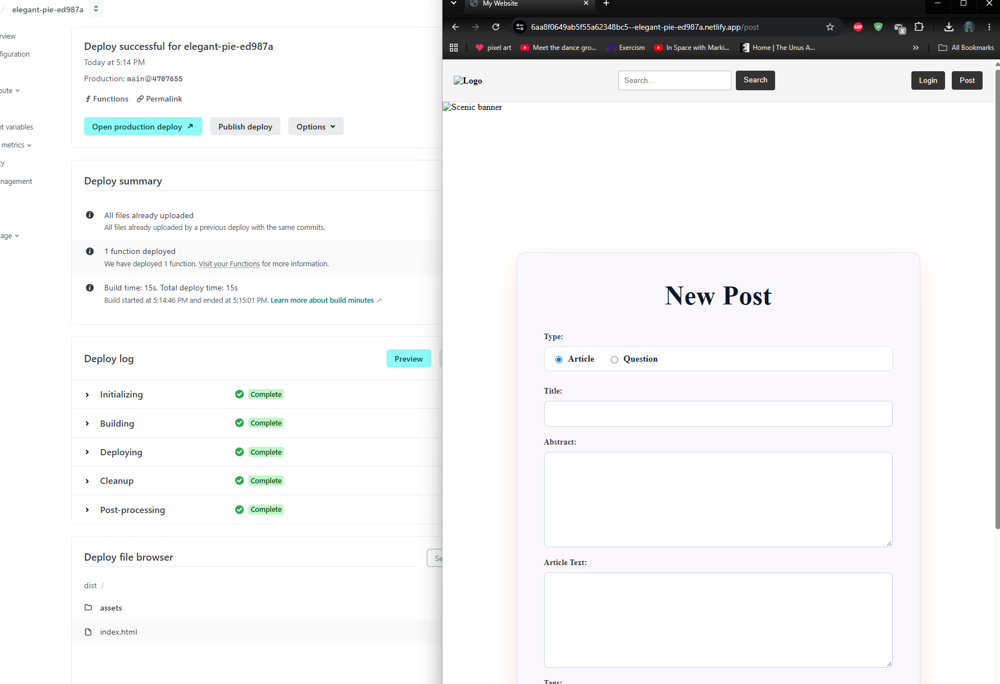 / elegant-pie-ed987a
rview
figuration
oute
nt variables
metrics
ty
nagement
rage
Deploy successful for elegant-pie-ed987a
Today at 5:14 PM
Production: main@4707655
Functions Permalink
Open production deploy ↗ Publish deploy Options
Deploy summary
All files already uploaded
All files already uploaded by a previous deploy with the same commits.
1 function deployed
We have deployed 1 function. Visit your Functions for more information.
Build time: 15s. Total deploy time: 15s
Build started at 5:14:46 PM and ended at 5:15:01 PM. Learn more about build minutes ↗
Deploy log Preview
Initializing Complete
Building Complete
Deploying Complete
Cleanup Complete
Post-processing Complete
Deploy file browser Se
dist /
assets
index.html
My Website
6aa8f0649ab5f55a62348bc5--elegant-pie-ed987a.netlify.app/post
ABP
x
pixel art Meet the dance gro... Exercism In Space with Marki... Home | The Unus A... » All Bookmarks
Logo Search... Search Login Post
Scenic banner
New Post
Type:
Article Question
Title:
Abstract:
Article Text:
Tags: